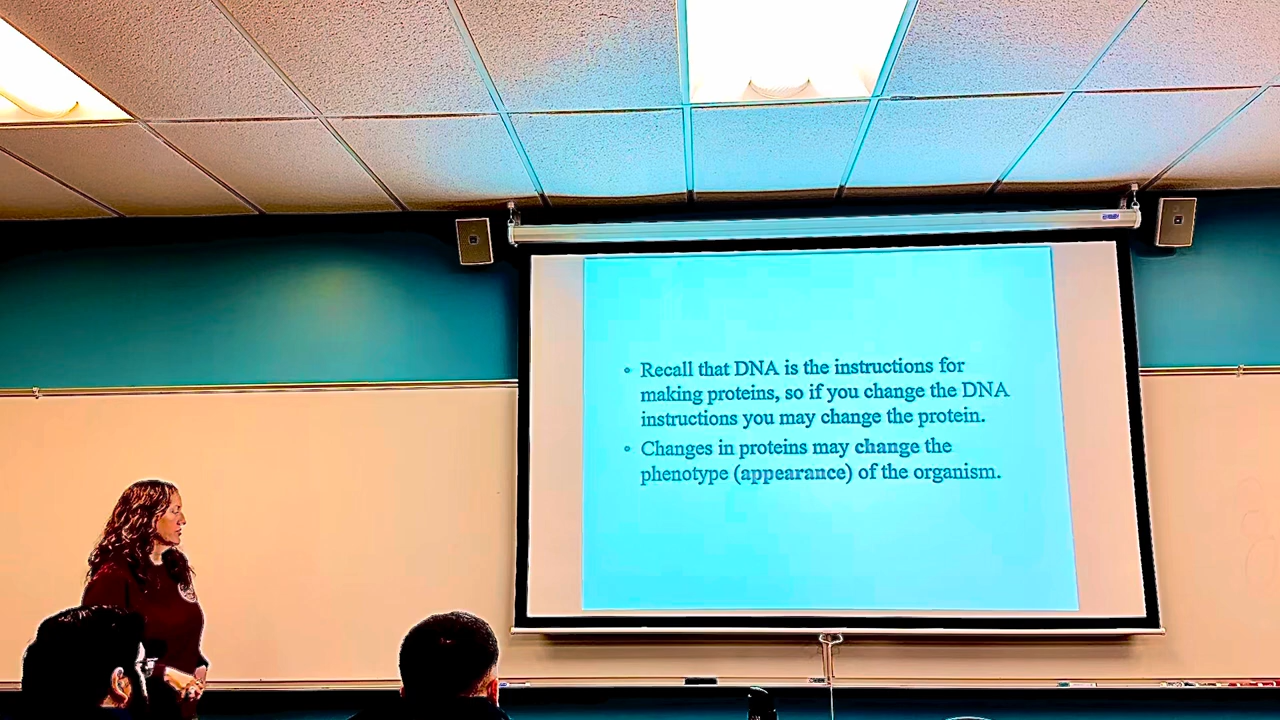 • Recall that DNA is the instructions for
making proteins, so if you change the DNA
instructions you may change the protein.
• Changes in proteins may change the
phenotype (appearance) of the organism.